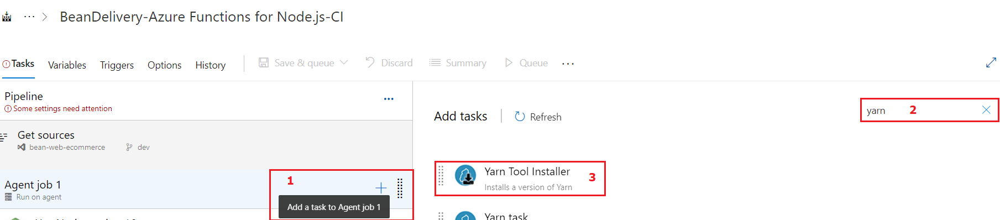 BeanDelivery-Azure Functions for Node.js-CI
Tasks Variables Triggers Options History Save & queue Discard Summary Queue
Pipeline
Some settings need attention
Get sources
bean-web-ecommerce dev
Agent job 1
Run on agent
1
Add a task to Agent job 1
Add tasks Refresh
yarn 2
Yarn Tool Installer
Installs a version of Yarn
3
Yarn task